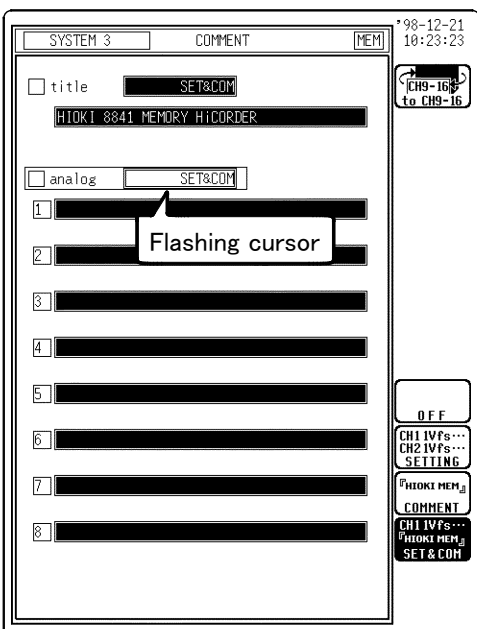 '98-12-21
10:23:23
SYSTEM 3 COMMENT MEM
CH9-16
to CH9-16
title SET&COM
HIOKI 8841 MEMORY HiCORDER
analog SET&COM
Flashing cursor
1
2
3
4
5
6
7
8
OFF
CH1 1Vfs…
CH2 1Vfs…
SETTING
『HIOKI MEM』
COMMENT
CH1 1Vfs…
『HIOKI MEM』
SET&COM